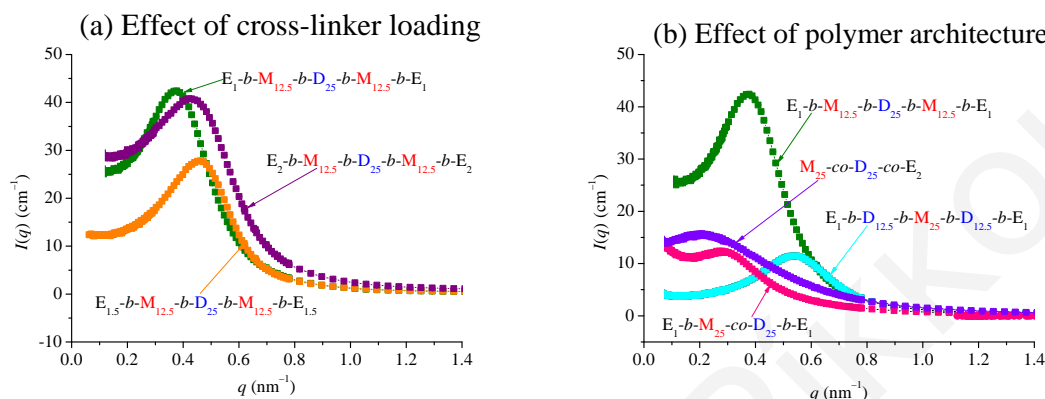 (a) Effect of cross-linker loading
50
40
30
20
10
0
-10
I(q) (cm⁻¹)
E₁-b-M₁₂.₅-b-D₂₅-b-M₁₂.₅-b-E₁
E₂-b-M₁₂.₅-b-D₂₅-b-M₁₂.₅-b-E₂
E₁.₅-b-M₁₂.₅-b-D₂₅-b-M₁₂.₅-b-E₁.₅
0.0 0.2 0.4 0.6 0.8 1.0 1.2 1.4
q (nm⁻¹)
(b) Effect of polymer architecture
50
40
30
20
10
0
I(q) (cm⁻¹)
E₁-b-M₁₂.₅-b-D₂₅-b-M₁₂.₅-b-E₁
M₂₅-co-D₂₅-co-E₂
E₁-b-D₁₂.₅-b-M₂₅-b-D₁₂.₅-b-E₁
E₁-b-M₂₅-co-D₂₅-b-E₁
0.0 0.2 0.4 0.6 0.8 1.0 1.2 1.4
q (nm⁻¹)